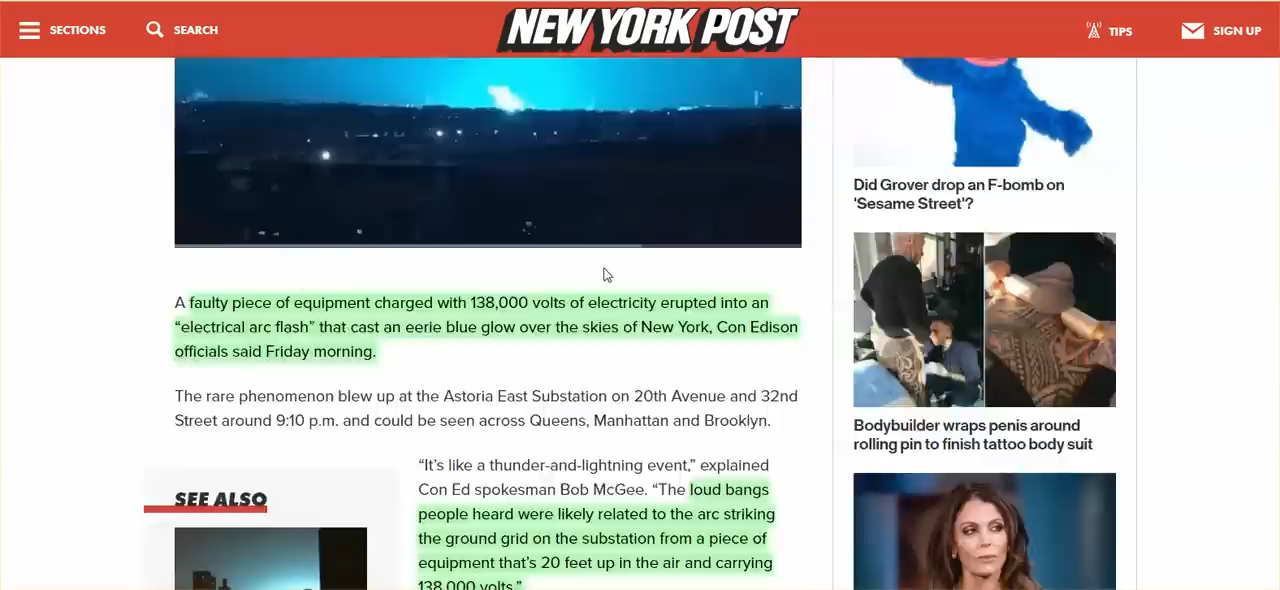 SECTIONS
SEARCH
NEW YORK POST
TIPS
SIGN UP
A faulty piece of equipment charged with 138,000 volts of electricity erupted into an
“electrical arc flash” that cast an eerie blue glow over the skies of New York, Con Edison
officials said Friday morning.
The rare phenomenon blew up at the Astoria East Substation on 20th Avenue and 32nd
Street around 9:10 p.m. and could be seen across Queens, Manhattan and Brooklyn.
SEE ALSO
“It’s like a thunder-and-lightning event,” explained
Con Ed spokesman Bob McGee. “The loud bangs
people heard were likely related to the arc striking
the ground grid on the substation from a piece of
equipment that’s 20 feet up in the air and carrying
138,000 volts.”
Did Grover drop an F-bomb on
'Sesame Street'?
Bodybuilder wraps penis around
rolling pin to finish tattoo body suit